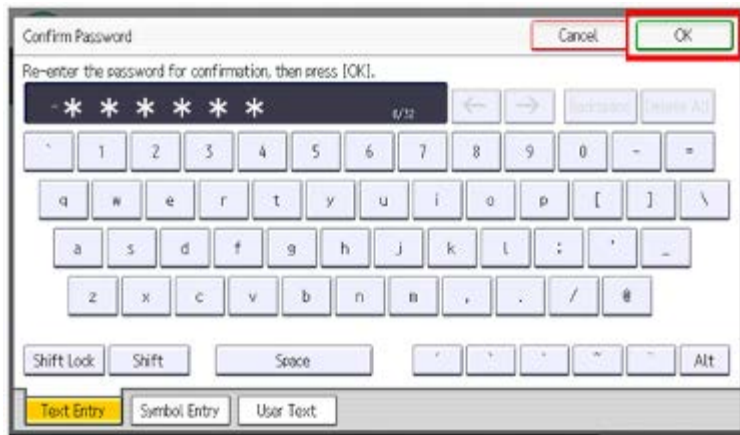 Confirm Password Cancel OK
Re-enter the password for confirmation, then press [OK].
* * * * * * 0/32 ← → Backspace Delete All
` 1 2 3 4 5 6 7 8 9 0 - =
q w e r t y u i o p [ ] \
a s d f g h j k l ; ' _
z x c v b n m , . / @
Shift Lock Shift Space ´ ` ^ ~ ¨ Alt
Text Entry Symbol Entry User Text